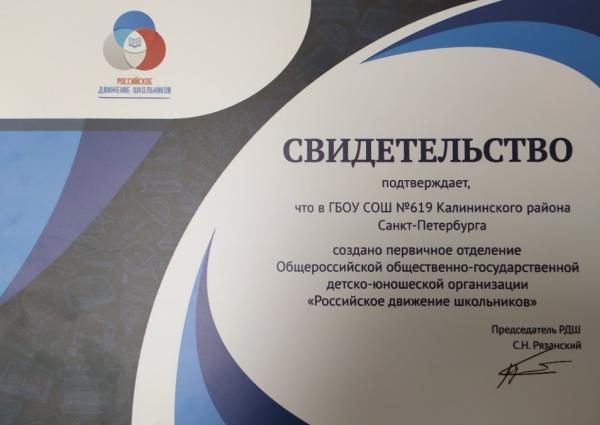 РОССИЙСКОЕ
ДВИЖЕНИЕ ШКОЛЬНИКОВ
СВИДЕТЕЛЬСТВО
подтверждает,
что в ГБОУ СОШ №619 Калининского района
Санкт-Петербурга
создано первичное отделение
Общероссийской общественно-государственной
детско-юношеской организации
«Российское движение школьников»
Председатель РДШ
С.Н. Рязанский